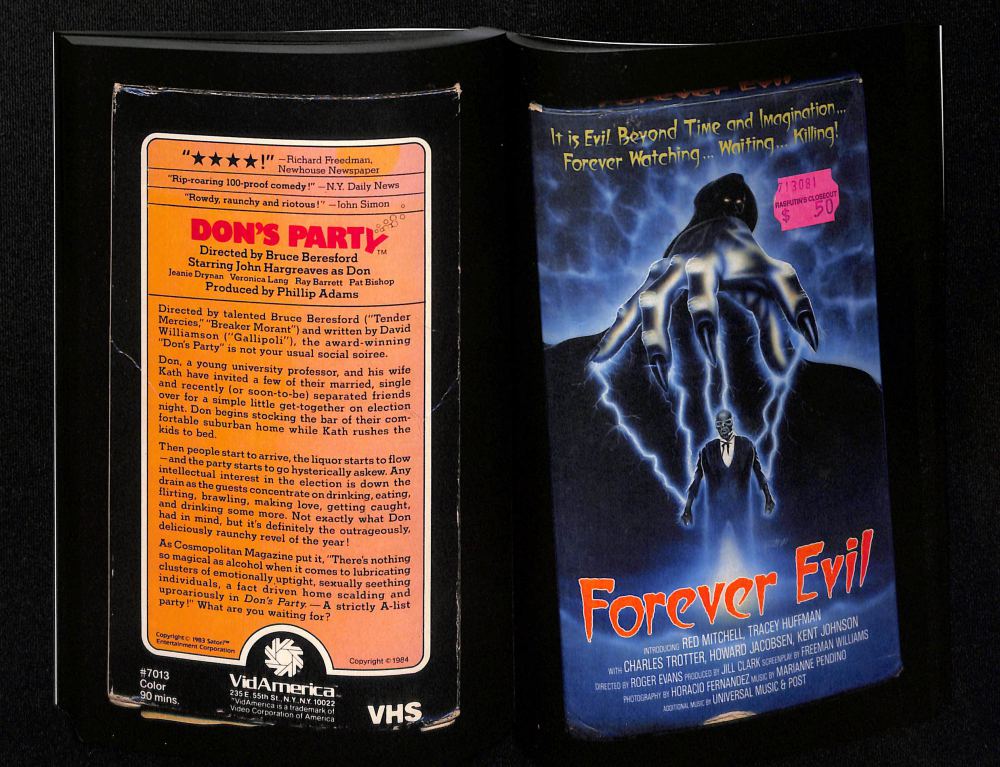 "★★★★!" —Richard Freedman,
Newhouse Newspaper
"Rip-roaring 100-proof comedy!" —N.Y. Daily News
"Rowdy, raunchy and riotous!" —John Simon
DON'S PARTY™
Directed by Bruce Beresford
Starring John Hargreaves as Don
Jeanie Drynan Veronica Lang Ray Barrett Pat Bishop
Produced by Phillip Adams
Directed by talented Bruce Beresford ("Tender
Mercies," "Breaker Morant") and written by David
Williamson ("Gallipoli"), the award-winning
"Don's Party" is not your usual social soiree.
Don, a young university professor, and his wife
Kath have invited a few of their married, single
and recently (or soon-to-be) separated friends
over for a simple little get-together on election
night. Don begins stocking the bar of their com-
fortable suburban home while Kath rushes the
kids to bed.
Then people start to arrive, the liquor starts to flow
—and the party starts to go hysterically askew. Any
intellectual interest in the election is down the
drain as the guests concentrate on drinking, eating,
flirting, brawling, making love, getting caught,
and drinking some more. Not exactly what Don
had in mind, but it's definitely the outrageously,
deliciously raunchy revel of the year!
As Cosmopolitan Magazine put it, "There's nothing
so magical as alcohol when it comes to lubricating
clusters of emotionally uptight, sexually seething
individuals, a fact driven home scalding and
uproariously in Don's Party. —A strictly A-list
party!" What are you waiting for?
Copyright © 1983 Satori™
Entertainment Corporation
Copyright © 1984
#7013
Color
90 mins.
VidAmerica™
235 E. 55th St., N.Y., N.Y. 10022
"VidAmerica is a trademark of
Video Corporation of America
VHS
Forever Evil
It is Evil Beyond Time and Imagination...
Forever Watching... Waiting... Killing!
713081
RASPUTIN'S CLOSEOUT
$ 50
Forever Evil
INTRODUCING RED MITCHELL, TRACEY HUFFMAN
WITH CHARLES TROTTER, HOWARD JACOBSEN, KENT JOHNSON
DIRECTED BY ROGER EVANS PRODUCED BY JILL CLARK SCREENPLAY BY FREEMAN WILLIAMS
PHOTOGRAPHY BY HORACIO FERNANDEZ MUSIC BY MARIANNE PENDINO
ADDITIONAL MUSIC BY UNIVERSAL MUSIC & POST